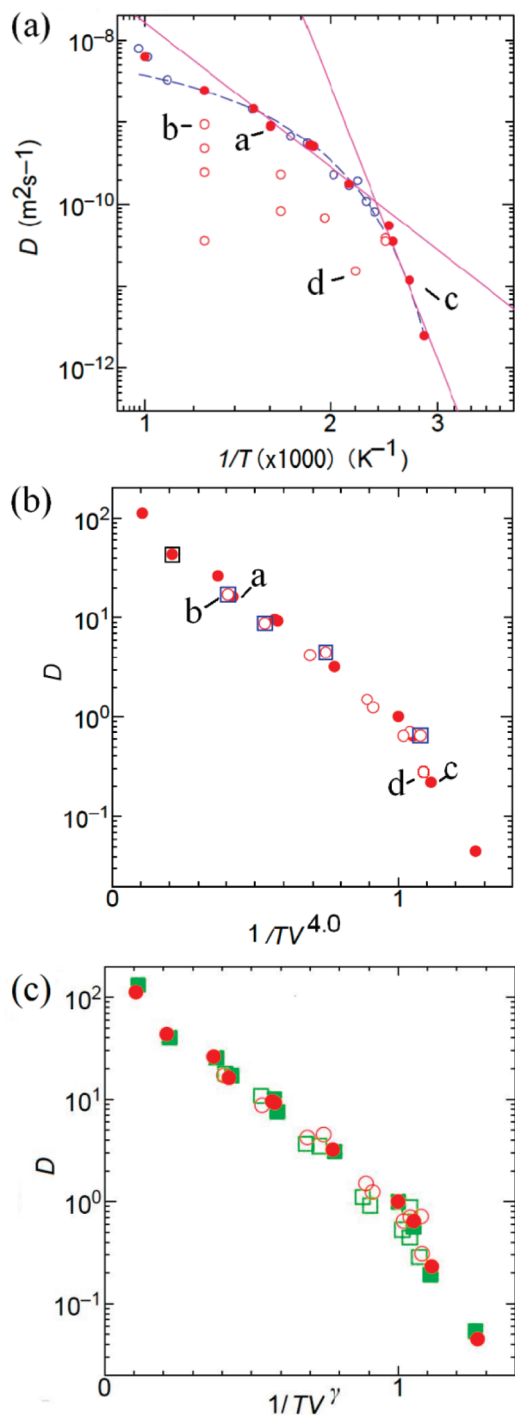 (a)
10⁻⁸
b
a
D (m²s−1)
10⁻¹⁰
d
c
10⁻¹²
1 2 3
1/T (x1000) (K⁻¹)
(b)
10²
a
b
10¹
D
10⁰
d c
10⁻¹
0 1
1/TV⁴·⁰
(c)
10²
10¹
D
10⁰
10⁻¹
0 1
1/TVᵞ